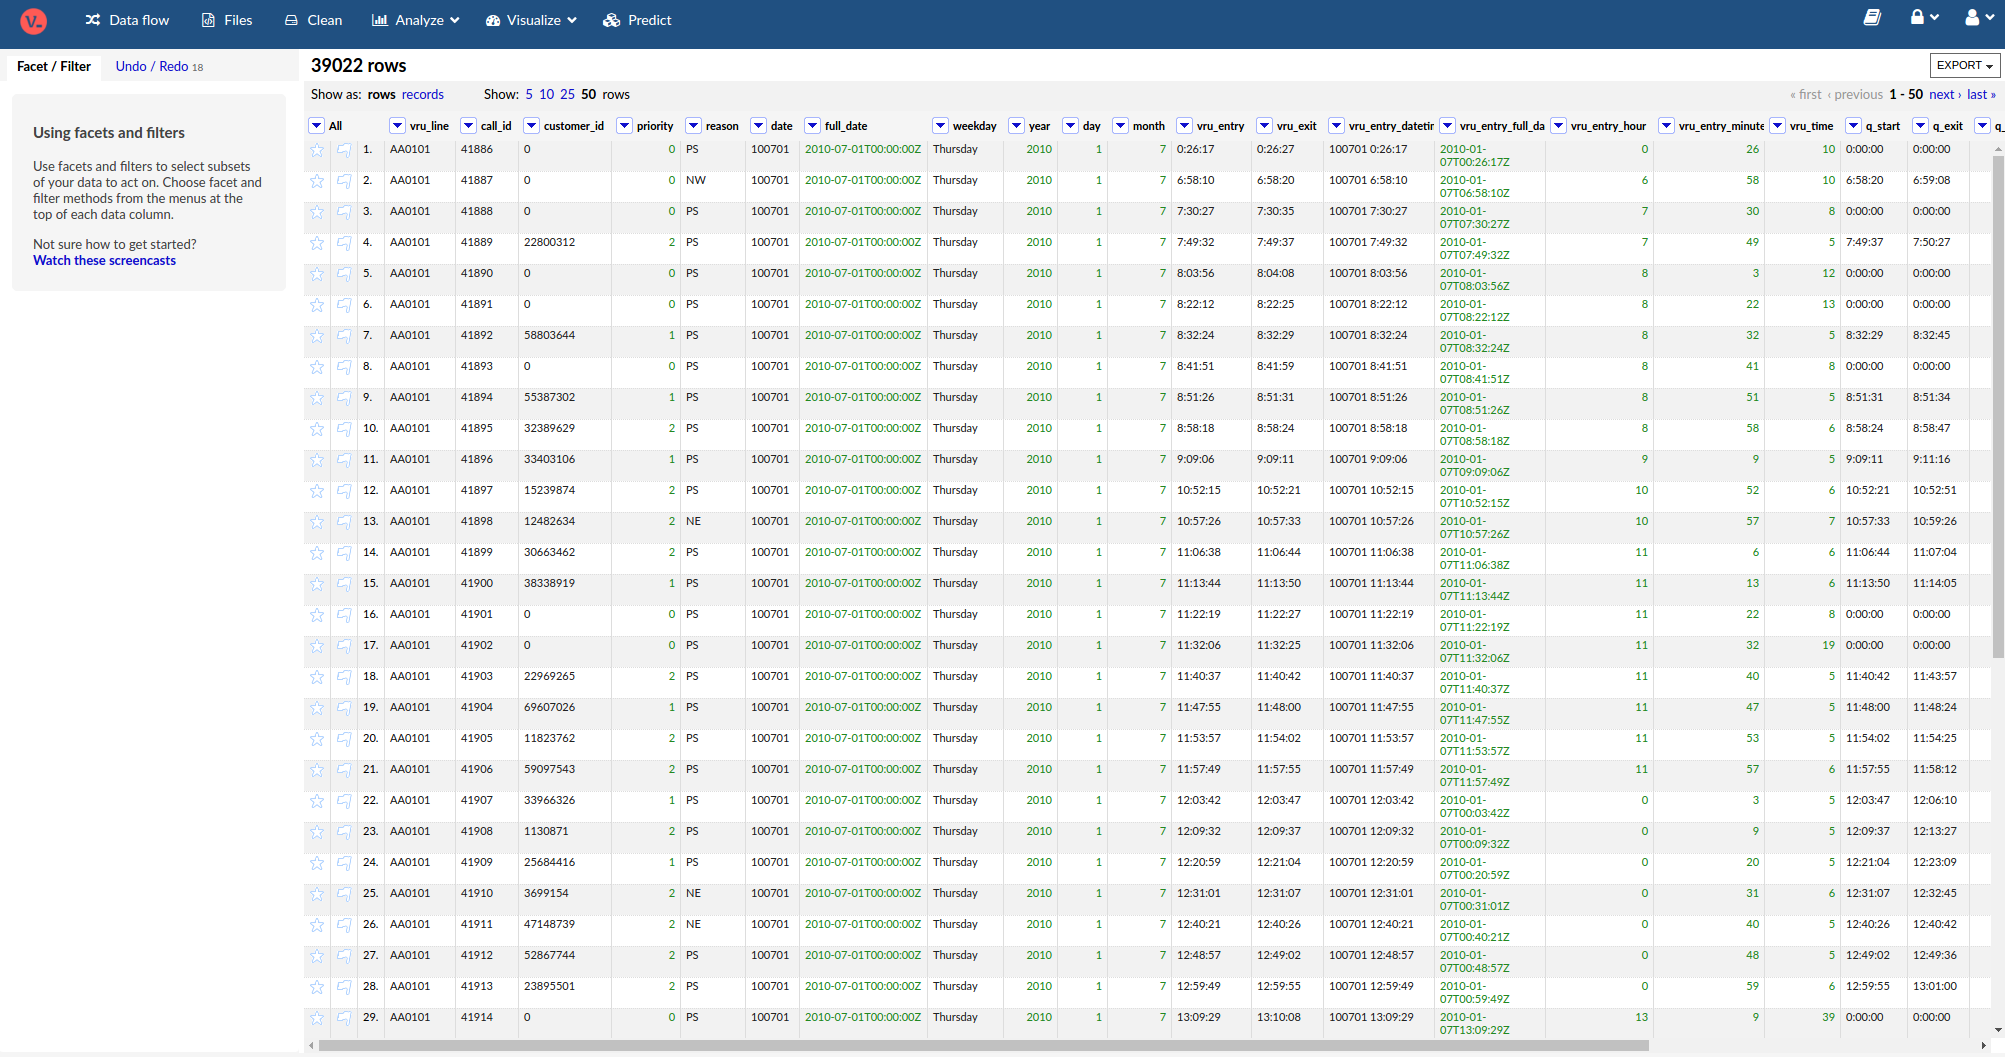 V_ Data flow Files Clean Analyze Visualize Predict
Facet / Filter Undo / Redo 18
39022 rows
EXPORT
Show as: rows records Show: 5 10 25 50 rows « first ‹ previous 1 - 50 next › last »
Using facets and filters
Use facets and filters to select subsets
of your data to act on. Choose facet and
filter methods from the menus at the
top of each data column.
Not sure how to get started?
Watch these screencasts
All vru_line call_id customer_id priority reason date full_date weekday year day month vru_entry vru_exit vru_entry_datetir vru_entry_full_da vru_entry_hour vru_entry_minute vru_time q_start q_exit q_
1. AA0101 41886 0 0 PS 100701 2010-07-01T00:00:00Z Thursday 2010 1 7 0:26:17 0:26:27 100701 0:26:17 2010-01- 0 26 10 0:00:00 0:00:00
07T00:26:17Z
2. AA0101 41887 0 0 NW 100701 2010-07-01T00:00:00Z Thursday 2010 1 7 6:58:10 6:58:20 100701 6:58:10 2010-01- 6 58 10 6:58:20 6:59:08
07T06:58:10Z
3. AA0101 41888 0 0 PS 100701 2010-07-01T00:00:00Z Thursday 2010 1 7 7:30:27 7:30:35 100701 7:30:27 2010-01- 7 30 8 0:00:00 0:00:00
07T07:30:27Z
4. AA0101 41889 22800312 2 PS 100701 2010-07-01T00:00:00Z Thursday 2010 1 7 7:49:32 7:49:37 100701 7:49:32 2010-01- 7 49 5 7:49:37 7:50:27
07T07:49:32Z
5. AA0101 41890 0 0 PS 100701 2010-07-01T00:00:00Z Thursday 2010 1 7 8:03:56 8:04:08 100701 8:03:56 2010-01- 8 3 12 0:00:00 0:00:00
07T08:03:56Z
6. AA0101 41891 0 0 PS 100701 2010-07-01T00:00:00Z Thursday 2010 1 7 8:22:12 8:22:25 100701 8:22:12 2010-01- 8 22 13 0:00:00 0:00:00
07T08:22:12Z
7. AA0101 41892 58803644 1 PS 100701 2010-07-01T00:00:00Z Thursday 2010 1 7 8:32:24 8:32:29 100701 8:32:24 2010-01- 8 32 5 8:32:29 8:32:45
07T08:32:24Z
8. AA0101 41893 0 0 PS 100701 2010-07-01T00:00:00Z Thursday 2010 1 7 8:41:51 8:41:59 100701 8:41:51 2010-01- 8 41 8 0:00:00 0:00:00
07T08:41:51Z
9. AA0101 41894 55387302 1 PS 100701 2010-07-01T00:00:00Z Thursday 2010 1 7 8:51:26 8:51:31 100701 8:51:26 2010-01- 8 51 5 8:51:31 8:51:34
07T08:51:26Z
10. AA0101 41895 32389629 2 PS 100701 2010-07-01T00:00:00Z Thursday 2010 1 7 8:58:18 8:58:24 100701 8:58:18 2010-01- 8 58 6 8:58:24 8:58:47
07T08:58:18Z
11. AA0101 41896 33403106 1 PS 100701 2010-07-01T00:00:00Z Thursday 2010 1 7 9:09:06 9:09:11 100701 9:09:06 2010-01- 9 9 5 9:09:11 9:11:16
07T09:09:06Z
12. AA0101 41897 15239874 2 PS 100701 2010-07-01T00:00:00Z Thursday 2010 1 7 10:52:15 10:52:21 100701 10:52:15 2010-01- 10 52 6 10:52:21 10:52:51
07T10:52:15Z
13. AA0101 41898 12482634 2 NE 100701 2010-07-01T00:00:00Z Thursday 2010 1 7 10:57:26 10:57:33 100701 10:57:26 2010-01- 10 57 7 10:57:33 10:59:26
07T10:57:26Z
14. AA0101 41899 30663462 2 PS 100701 2010-07-01T00:00:00Z Thursday 2010 1 7 11:06:38 11:06:44 100701 11:06:38 2010-01- 11 6 6 11:06:44 11:07:04
07T11:06:38Z
15. AA0101 41900 38338919 1 PS 100701 2010-07-01T00:00:00Z Thursday 2010 1 7 11:13:44 11:13:50 100701 11:13:44 2010-01- 11 13 6 11:13:50 11:14:05
07T11:13:44Z
16. AA0101 41901 0 0 PS 100701 2010-07-01T00:00:00Z Thursday 2010 1 7 11:22:19 11:22:27 100701 11:22:19 2010-01- 11 22 8 0:00:00 0:00:00
07T11:22:19Z
17. AA0101 41902 0 0 PS 100701 2010-07-01T00:00:00Z Thursday 2010 1 7 11:32:06 11:32:25 100701 11:32:06 2010-01- 11 32 19 0:00:00 0:00:00
07T11:32:06Z
18. AA0101 41903 22969265 2 PS 100701 2010-07-01T00:00:00Z Thursday 2010 1 7 11:40:37 11:40:42 100701 11:40:37 2010-01- 11 40 5 11:40:42 11:43:57
07T11:40:37Z
19. AA0101 41904 69607026 1 PS 100701 2010-07-01T00:00:00Z Thursday 2010 1 7 11:47:55 11:48:00 100701 11:47:55 2010-01- 11 47 5 11:48:00 11:48:24
07T11:47:55Z
20. AA0101 41905 11823762 2 PS 100701 2010-07-01T00:00:00Z Thursday 2010 1 7 11:53:57 11:54:02 100701 11:53:57 2010-01- 11 53 5 11:54:02 11:54:25
07T11:53:57Z
21. AA0101 41906 59097543 2 PS 100701 2010-07-01T00:00:00Z Thursday 2010 1 7 11:57:49 11:57:55 100701 11:57:49 2010-01- 11 57 6 11:57:55 11:58:12
07T11:57:49Z
22. AA0101 41907 33966326 1 PS 100701 2010-07-01T00:00:00Z Thursday 2010 1 7 12:03:42 12:03:47 100701 12:03:42 2010-01- 0 3 5 12:03:47 12:06:10
07T00:03:42Z
23. AA0101 41908 1130871 2 PS 100701 2010-07-01T00:00:00Z Thursday 2010 1 7 12:09:32 12:09:37 100701 12:09:32 2010-01- 0 9 5 12:09:37 12:13:27
07T00:09:32Z
24. AA0101 41909 25684416 1 PS 100701 2010-07-01T00:00:00Z Thursday 2010 1 7 12:20:59 12:21:04 100701 12:20:59 2010-01- 0 20 5 12:21:04 12:23:09
07T00:20:59Z
25. AA0101 41910 3699154 2 NE 100701 2010-07-01T00:00:00Z Thursday 2010 1 7 12:31:01 12:31:07 100701 12:31:01 2010-01- 0 31 6 12:31:07 12:32:45
07T00:31:01Z
26. AA0101 41911 47148739 2 NE 100701 2010-07-01T00:00:00Z Thursday 2010 1 7 12:40:21 12:40:26 100701 12:40:21 2010-01- 0 40 5 12:40:26 12:40:42
07T00:40:21Z
27. AA0101 41912 52867744 2 PS 100701 2010-07-01T00:00:00Z Thursday 2010 1 7 12:48:57 12:49:02 100701 12:48:57 2010-01- 0 48 5 12:49:02 12:49:36
07T00:48:57Z
28. AA0101 41913 23895501 2 PS 100701 2010-07-01T00:00:00Z Thursday 2010 1 7 12:59:49 12:59:55 100701 12:59:49 2010-01- 0 59 6 12:59:55 13:01:00
07T00:59:49Z
29. AA0101 41914 0 0 PS 100701 2010-07-01T00:00:00Z Thursday 2010 1 7 13:09:29 13:10:08 100701 13:09:29 2010-01- 13 9 39 0:00:00 0:00:00
07T13:09:29Z